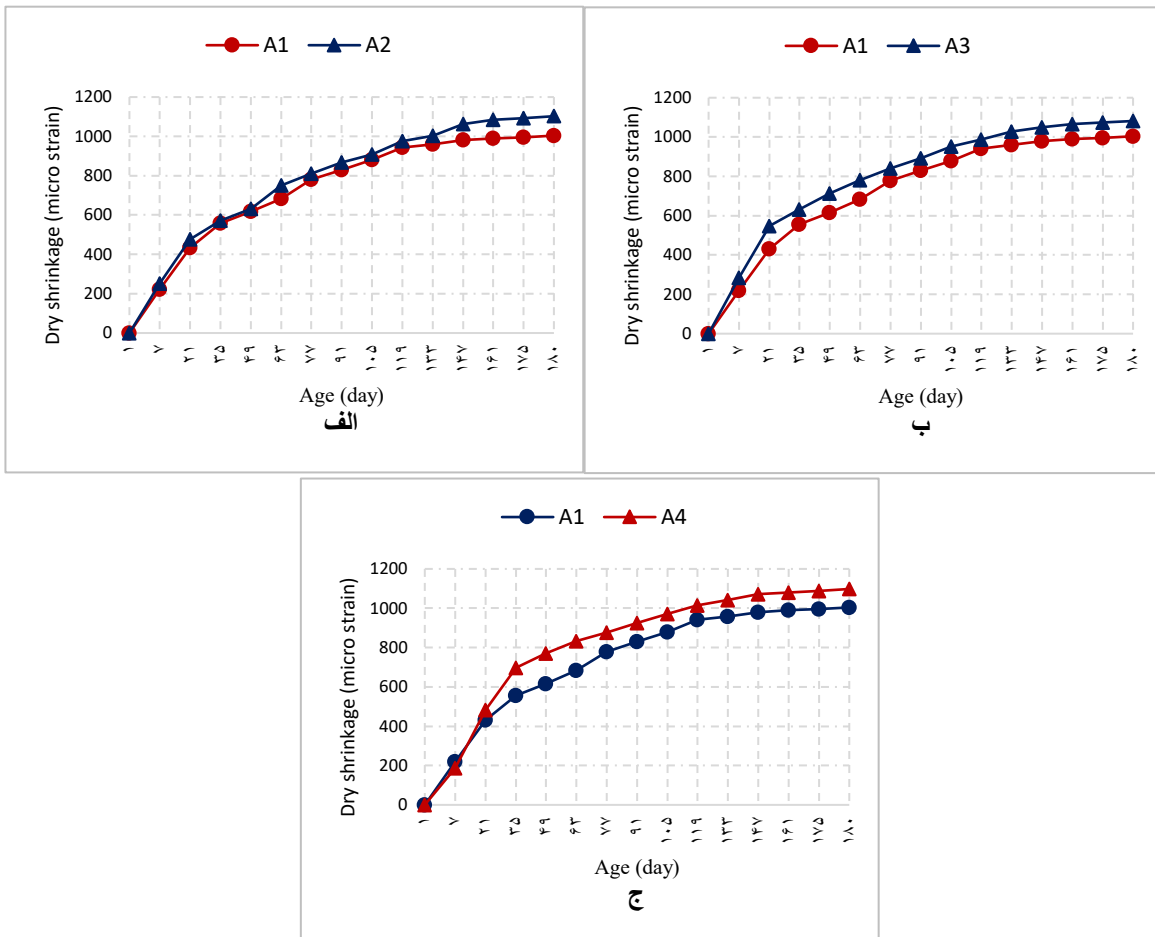 A1 A2
Dry shrinkage (micro strain)
1200
1000
800
600
400
200
0
۱ ۷ ۲۱ ۳۵ ۴۹ ۶۳ ۷۷ ۹۱ ۱۰۵ ۱۱۹ ۱۳۳ ۱۴۷ ۱۶۱ ۱۷۵ ۱۸۰
Age (day)
الف
A1 A3
Dry shrinkage (micro strain)
1200
1000
800
600
400
200
0
۱ ۷ ۲۱ ۳۵ ۴۹ ۶۳ ۷۷ ۹۱ ۱۰۵ ۱۱۹ ۱۳۳ ۱۴۷ ۱۶۱ ۱۷۵ ۱۸۰
Age (day)
ب
A1 A4
Dry shrinkage (micro strain)
1200
1000
800
600
400
200
0
۱ ۷ ۲۱ ۳۵ ۴۹ ۶۳ ۷۷ ۹۱ ۱۰۵ ۱۱۹ ۱۳۳ ۱۴۷ ۱۶۱ ۱۷۵ ۱۸۰
Age (day)
ج